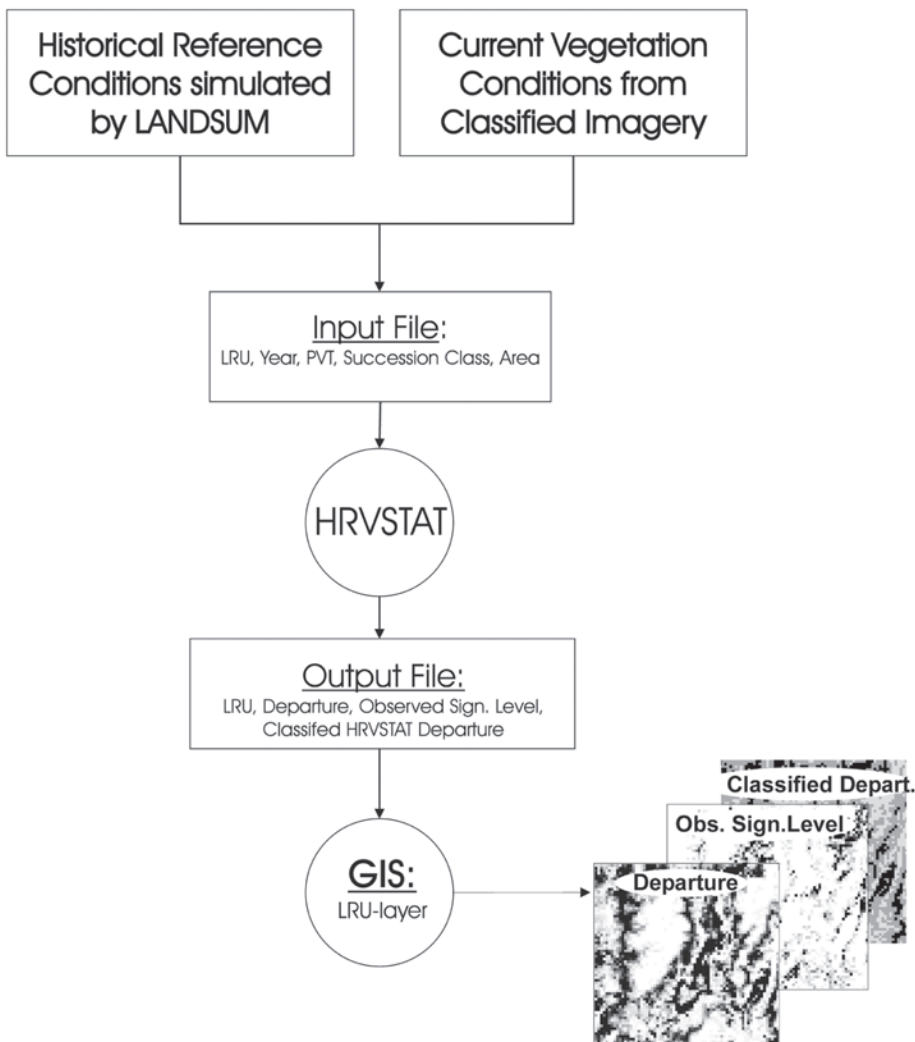 Historical Reference
Conditions simulated
by LANDSUM
Current Vegetation
Conditions from
Classified Imagery
Input File:
LRU, Year, PVT, Succession Class, Area
HRVSTAT
Output File:
LRU, Departure, Observed Sign. Level,
Classifed HRVSTAT Departure
GIS:
LRU-layer
Classified Depart.
Obs. Sign.Level
Departure